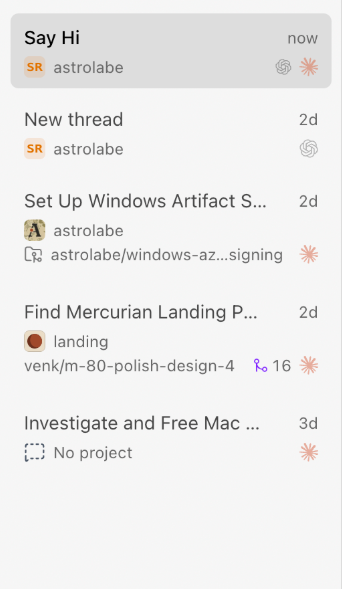 Say Hi
now
SR astrolabe
New thread
2d
SR astrolabe
Set Up Windows Artifact S...
2d
A astrolabe
astrolabe/windows-az...signing
Find Mercurian Landing P...
2d
landing
venk/m-80-polish-design-4
16
Investigate and Free Mac ...
3d
No project